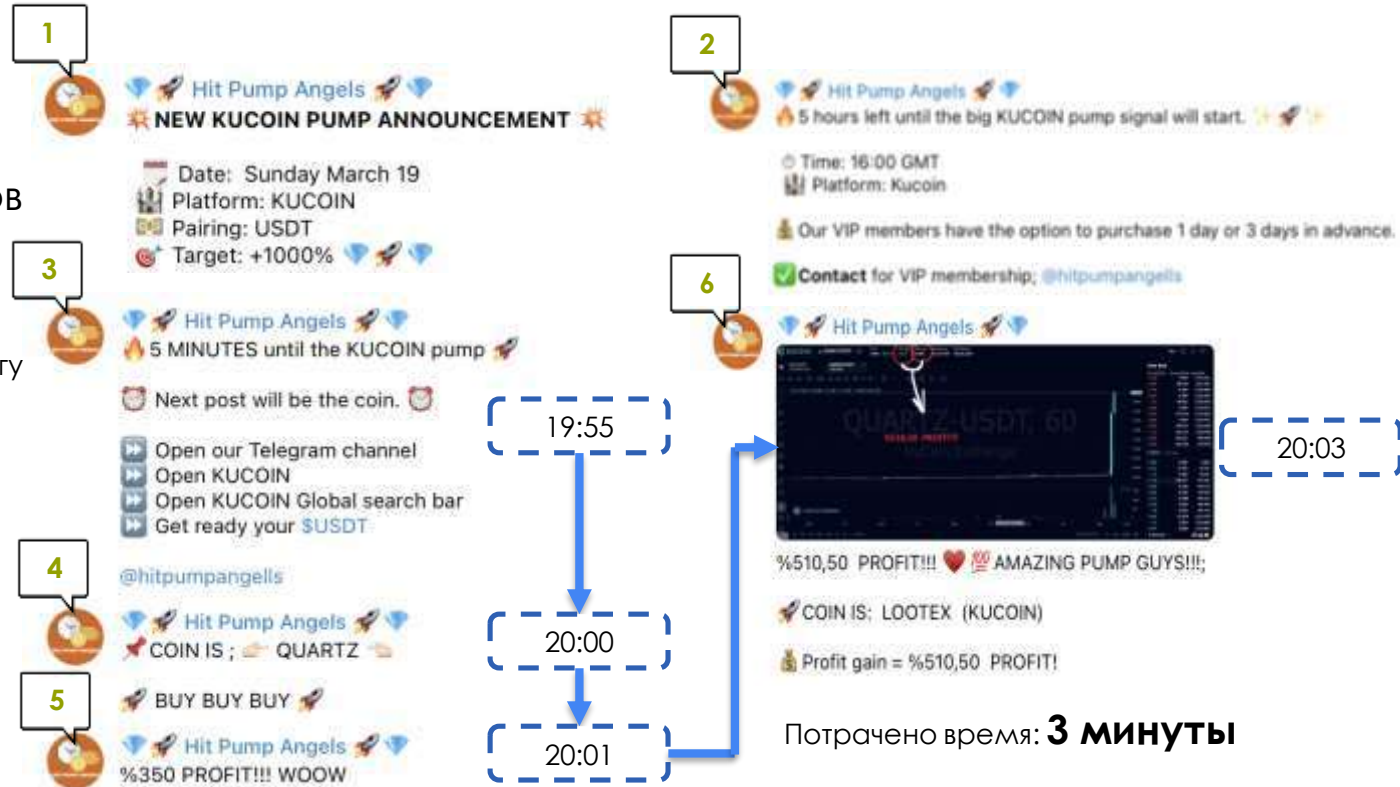 1
Hit Pump Angels
NEW KUCOIN PUMP ANNOUNCEMENT
Date: Sunday March 19
Platform: KUCOIN
Pairing: USDT
Target: +1000%
2
Hit Pump Angels
5 hours left until the big KUCOIN pump signal will start.
Time: 16:00 GMT
Platform: Kucoin
Our VIP members have the option to purchase 1 day or 3 days in advance.
Contact for VIP membership; @hitpumpangells
ов
3
Hit Pump Angels
5 MINUTES until the KUCOIN pump
Next post will be the coin.
Open our Telegram channel
Open KUCOIN
Open KUCOIN Global search bar
Get ready your $USDT
@hitpumpangells
гу
19:55
4
Hit Pump Angels
COIN IS ; QUARTZ
BUY BUY BUY
20:00
5
Hit Pump Angels
%350 PROFIT!!! WOOW
20:01
6
Hit Pump Angels
QUARTZ-USDT, 60
20:03
%510,50 PROFIT!!! 💯 AMAZING PUMP GUYS!!!;
COIN IS: LOOTEX (KUCOIN)
Profit gain = %510,50 PROFIT!
Потрачено время: 3 минуты